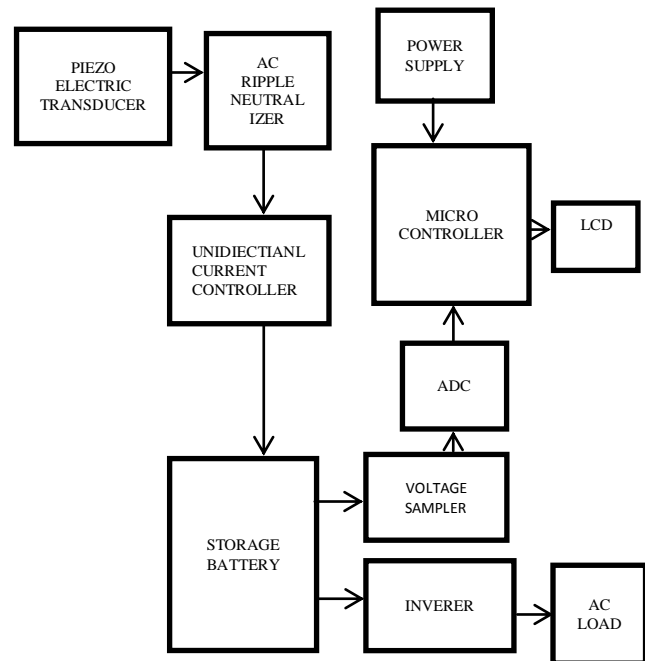 PIEZO
ELECTRIC
TRANSDUCER
AC
RIPPLE
NEUTRAL
IZER
POWER
SUPPLY
UNIDIECTIANL
CURRENT
CONTROLLER
MICRO
CONTROLLER
LCD
ADC
STORAGE
BATTERY
VOLTAGE
SAMPLER
INVERER
AC
LOAD